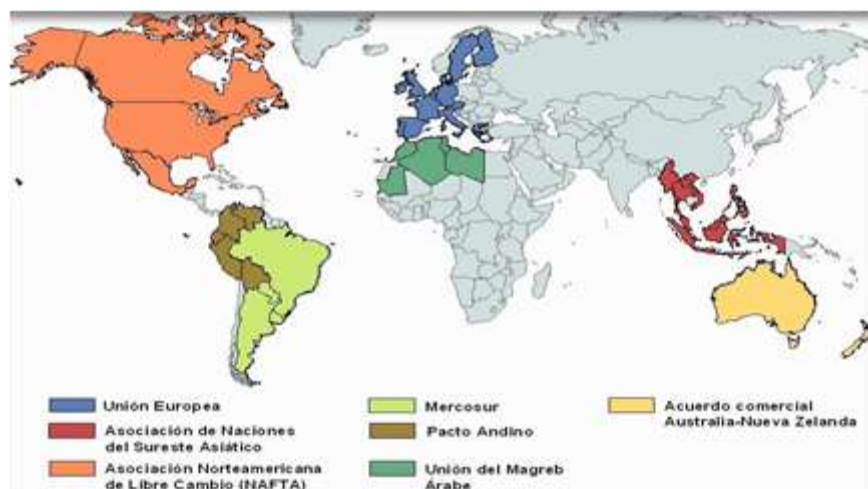 Unión Europea
Asociación de Naciones
del Sureste Asiático
Asociación Norteamericana
de Libre Cambio (NAFTA)
Mercosur
Pacto Andino
Unión del Magreb
Árabe
Acuerdo comercial
Australia-Nueva Zelanda